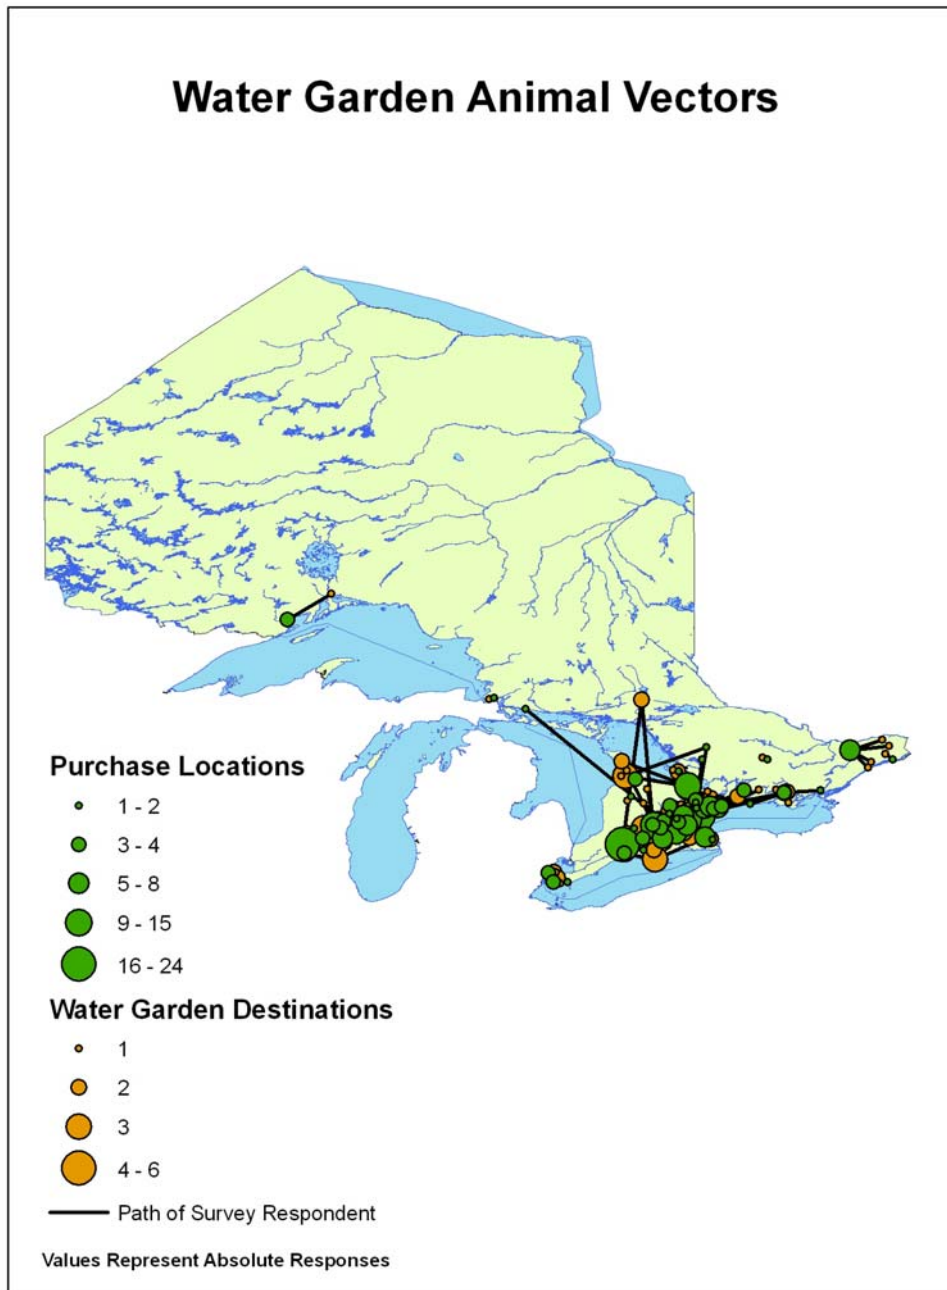 Water Garden Animal Vectors
Purchase Locations
1 - 2
3 - 4
5 - 8
9 - 15
16 - 24
Water Garden Destinations
1
2
3
4 - 6
Path of Survey Respondent
Values Represent Absolute Responses